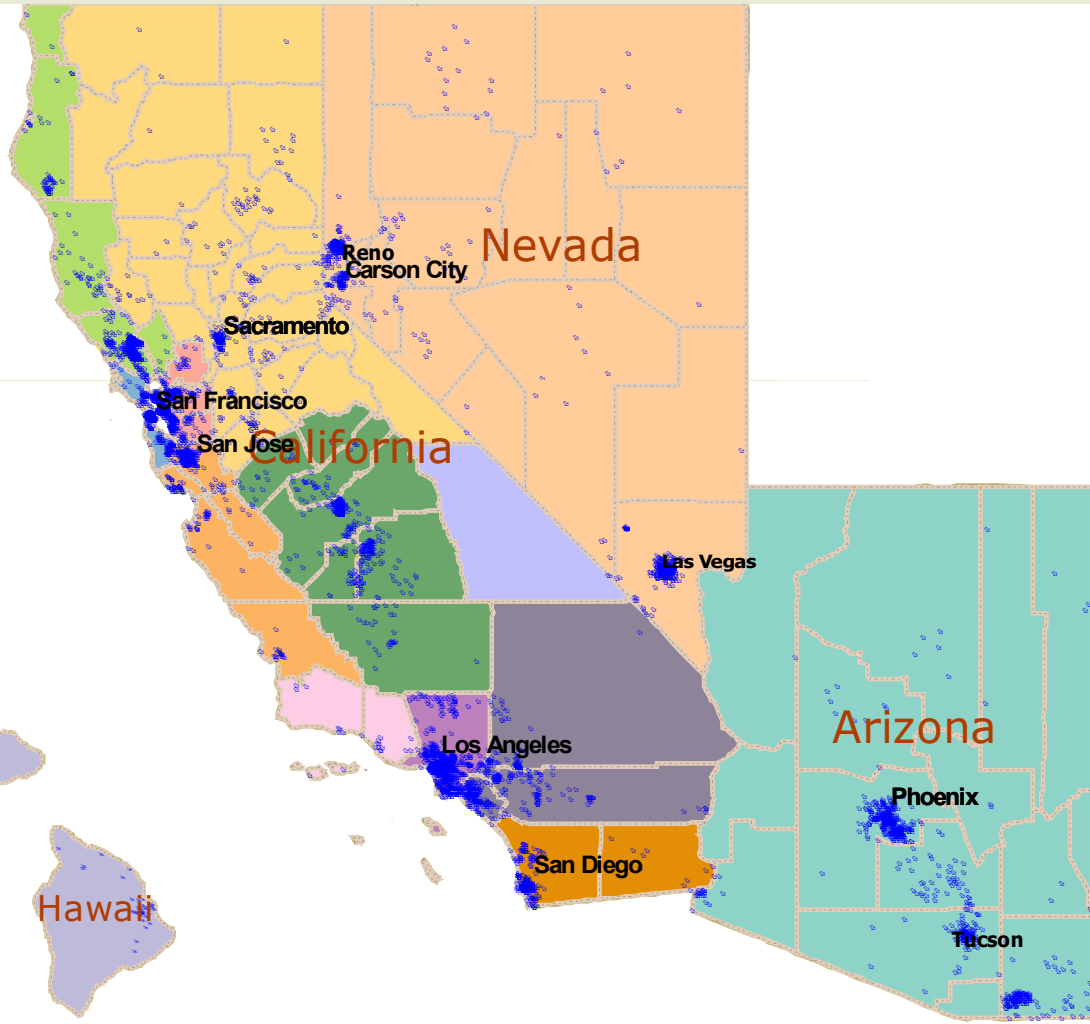 Nevada
Reno
Carson City
Sacramento
San Francisco
San Jose
California
Las Vegas
Arizona
Los Angeles
Phoenix
San Diego
Hawaii
Tucson